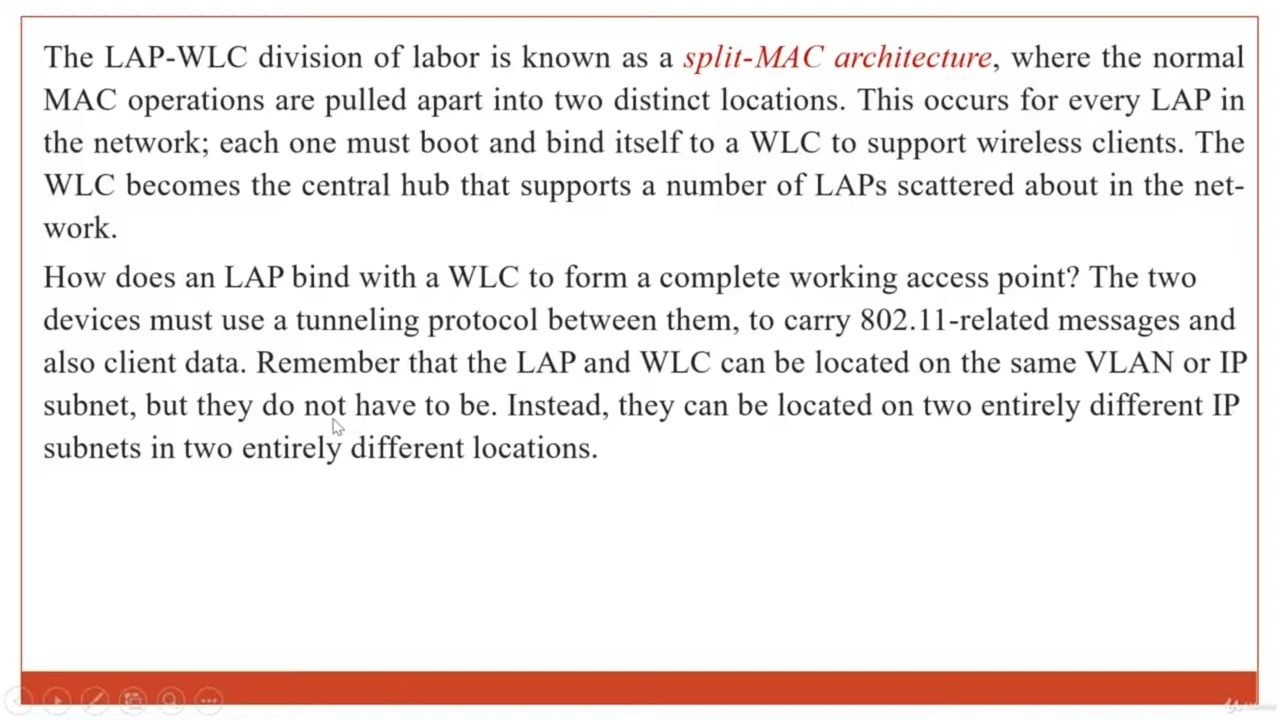 The LAP-WLC division of labor is known as a split-MAC architecture, where the normal
MAC operations are pulled apart into two distinct locations. This occurs for every LAP in
the network; each one must boot and bind itself to a WLC to support wireless clients. The
WLC becomes the central hub that supports a number of LAPs scattered about in the net-
work.
How does an LAP bind with a WLC to form a complete working access point? The two
devices must use a tunneling protocol between them, to carry 802.11-related messages and
also client data. Remember that the LAP and WLC can be located on the same VLAN or IP
subnet, but they do not have to be. Instead, they can be located on two entirely different IP
subnets in two entirely different locations.